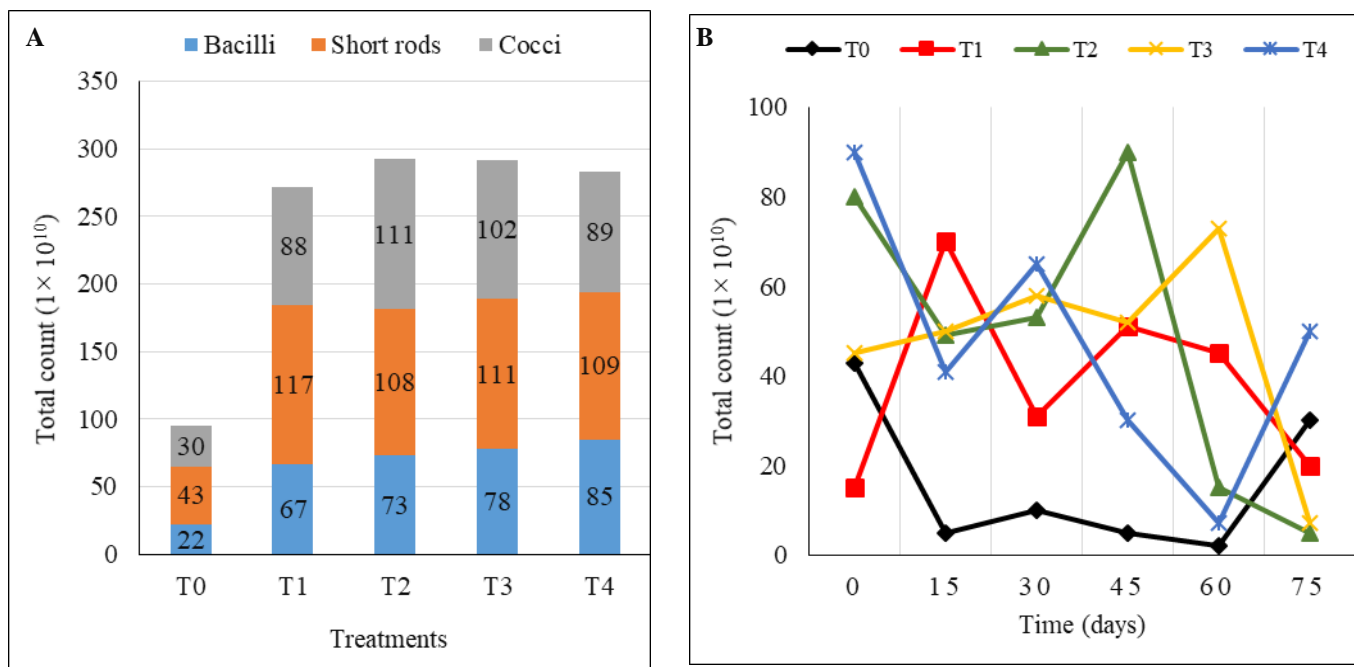 A
Bacilli Short rods Cocci
350
300
250
200
150
100
50
0
Total count (1 × 10¹⁰)
30 88 111 102 89
43 117 108 111 109
22 67 73 78 85
T0 T1 T2 T3 T4
Treatments
B
T0 T1 T2 T3 T4
100
80
60
40
20
0
Total count (1 × 10¹⁰)
0 15 30 45 60 75
Time (days)